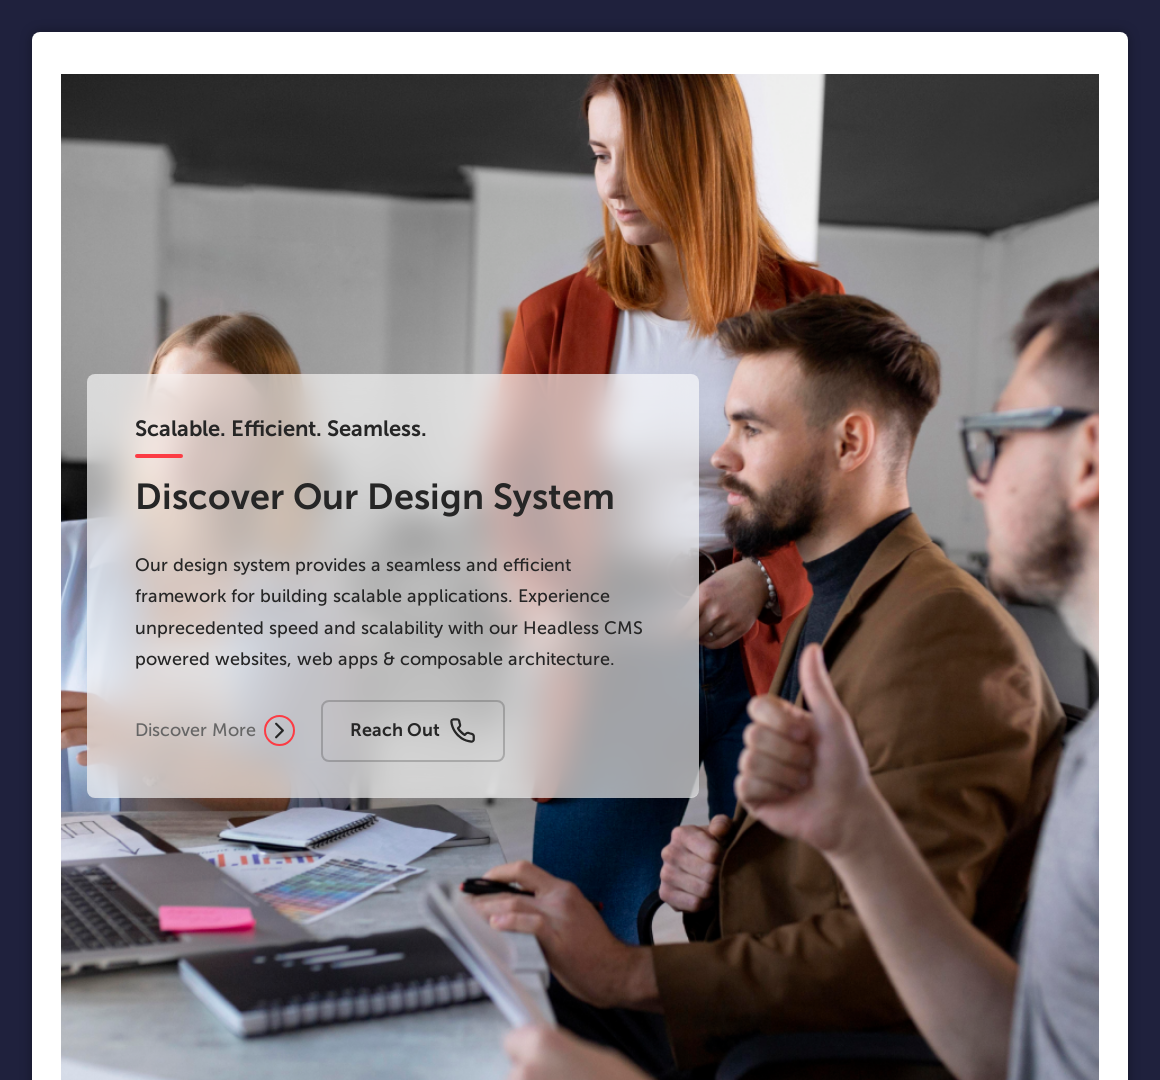 Scalable. Efficient. Seamless.
Discover Our Design System
Our design system provides a seamless and efficient
framework for building scalable applications. Experience
unprecedented speed and scalability with our Headless CMS
powered websites, web apps & composable architecture.
Discover More
Reach Out